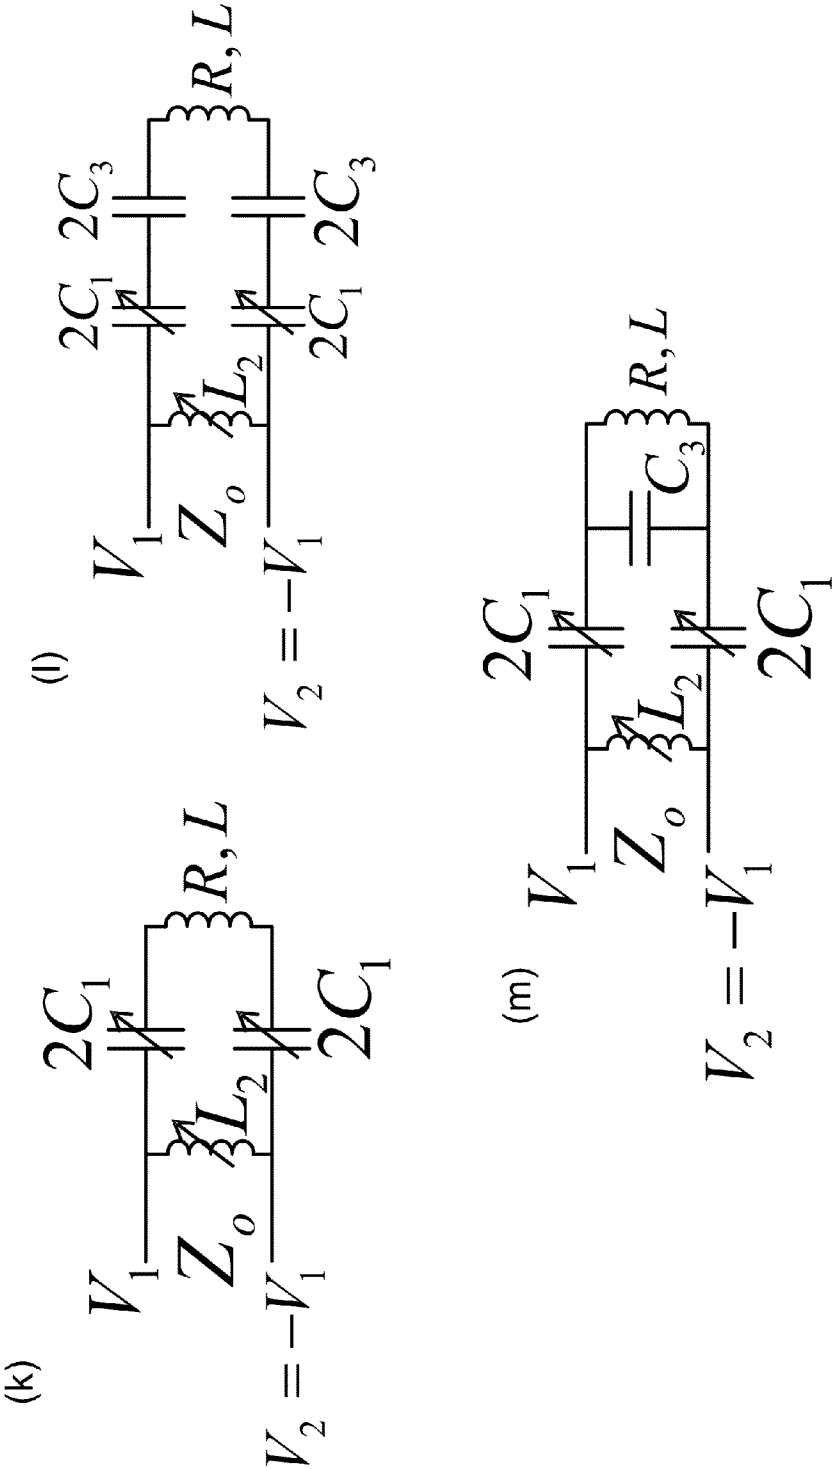 (k)
2C₁
V₁
Zₒ
L₂
R, L
V₂ = −V₁
2C₁
(l)
2C₁
2C₃
V₁
Zₒ
L₂
R, L
V₂ = −V₁
2C₁
2C₃
(m)
2C₁
V₁
Zₒ
L₂
C₃
R, L
V₂ = −V₁
2C₁